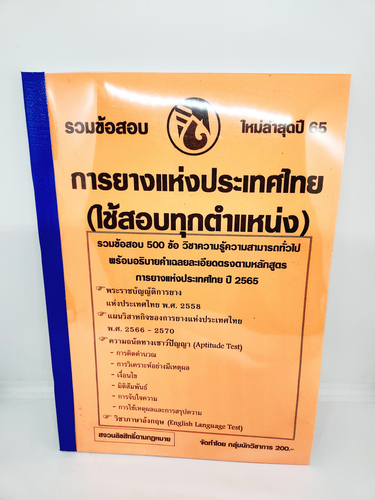 รวมข้อสอบ ใหม่ล่าสุดปี 65
การยางแห่งประเทศไทย
(ใช้สอบทุกตำแหน่ง)
รวมข้อสอบ 500 ข้อ วิชาความรู้ความสามารถทั่วไป
พร้อมอธิบายคำเฉลยละเอียดตรงตามหลักสูตร
การยางแห่งประเทศไทย ปี 2565
พระราชบัญญัติการยาง
แห่งประเทศไทย พ.ศ. 2558
แผนวิสาหกิจของการยางแห่งประเทศไทย
พ.ศ. 2566 - 2570
ความถนัดทางเชาว์ปัญญา (Aptitude Test)
- การคิดคำนวณ
- การวิเคราะห์อย่างมีเหตุผล
- เงื่อนไข
- มิติสัมพันธ์
- การจับใจความ
- การใช้เหตุผลและการสรุปความ
วิชาภาษาอังกฤษ (English Language Test)
สงวนลิขสิทธิ์ตามกฎหมาย จัดทำโดย กลุ่มนักวิชาการ 200.-